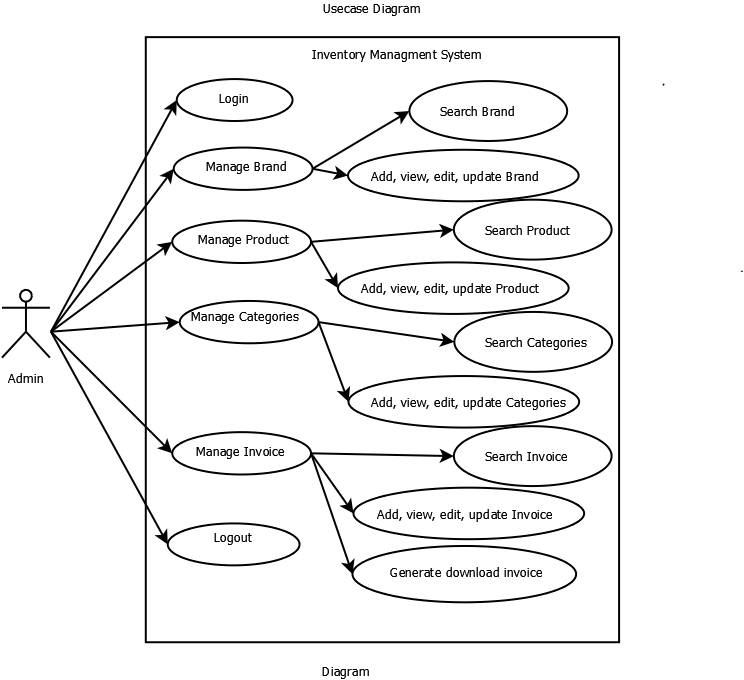 Usecase Diagram
Inventory Managment System
Login
Search Brand
Manage Brand
Add, view, edit, update Brand
Search Product
Manage Product
Add, view, edit, update Product
Manage Categories
Search Categories
Admin
Add, view, edit, update Categories
Manage Invoice
Search Invoice
Add, view, edit, update Invoice
Logout
Generate download invoice
Diagram